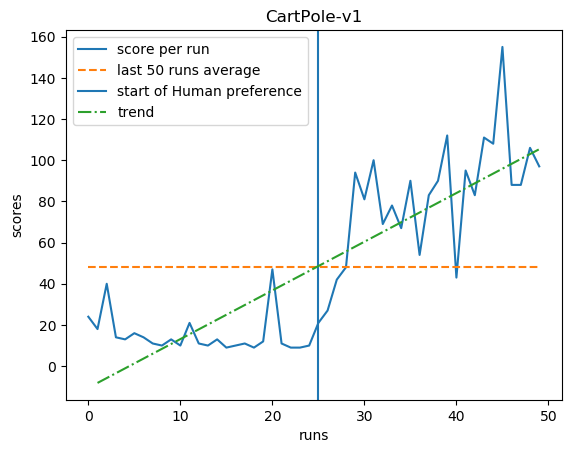 CartPole-v1
score per run
last 50 runs average
start of Human preference
trend
160
140
120
100
80
60
40
20
0
scores
0 10 20 30 40 50
runs